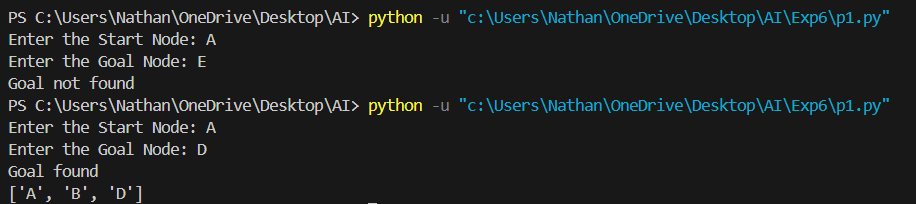 PS C:\Users\Nathan\OneDrive\Desktop\AI> python -u "c:\Users\Nathan\OneDrive\Desktop\AI\Exp6\p1.py"
Enter the Start Node: A
Enter the Goal Node: E
Goal not found
PS C:\Users\Nathan\OneDrive\Desktop\AI> python -u "c:\Users\Nathan\OneDrive\Desktop\AI\Exp6\p1.py"
Enter the Start Node: A
Enter the Goal Node: D
Goal found
['A', 'B', 'D']